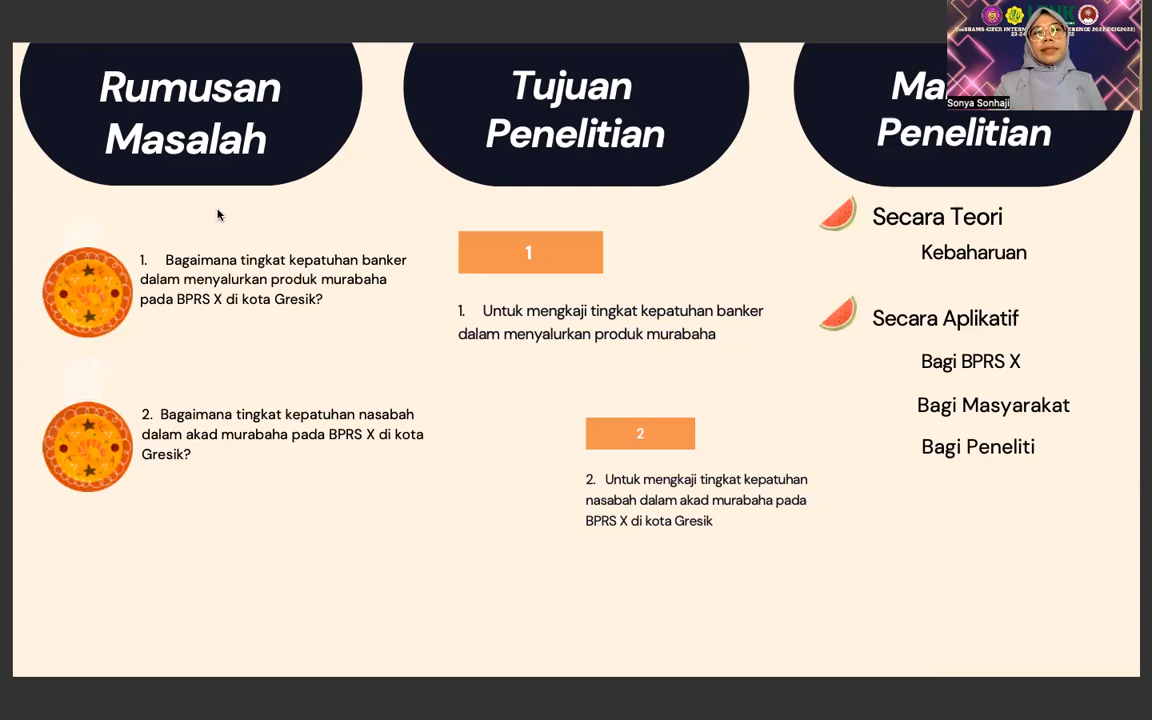 Rumusan
Masalah
1. Bagaimana tingkat kepatuhan banker
dalam menyalurkan produk murabaha
pada BPRS X di kota Gresik?
2. Bagaimana tingkat kepatuhan nasabah
dalam akad murabaha pada BPRS X di kota
Gresik?
Tujuan
Penelitian
1
1. Untuk mengkaji tingkat kepatuhan banker
dalam menyalurkan produk murabaha
2
2. Untuk mengkaji tingkat kepatuhan
nasabah dalam akad murabaha pada
BPRS X di kota Gresik
Penelitian
Secara Teori
Kebaharuan
Secara Aplikatif
Bagi BPRS X
Bagi Masyarakat
Bagi Peneliti
Sonya Sonhaji